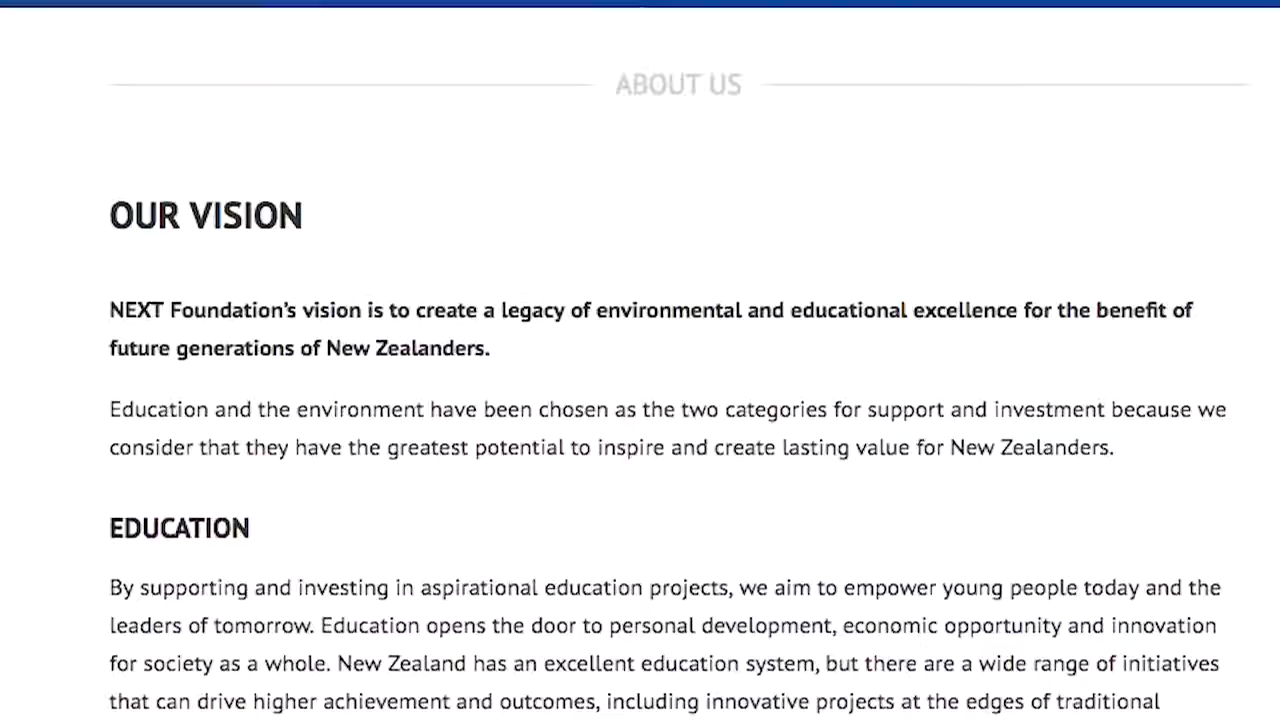 ABOUT US
OUR VISION
NEXT Foundation's vision is to create a legacy of environmental and educational excellence for the benefit of
future generations of New Zealanders.
Education and the environment have been chosen as the two categories for support and investment because we
consider that they have the greatest potential to inspire and create lasting value for New Zealanders.
EDUCATION
By supporting and investing in aspirational education projects, we aim to empower young people today and the
leaders of tomorrow. Education opens the door to personal development, economic opportunity and innovation
for society as a whole. New Zealand has an excellent education system, but there are a wide range of initiatives
that can drive higher achievement and outcomes, including innovative projects at the edges of traditional